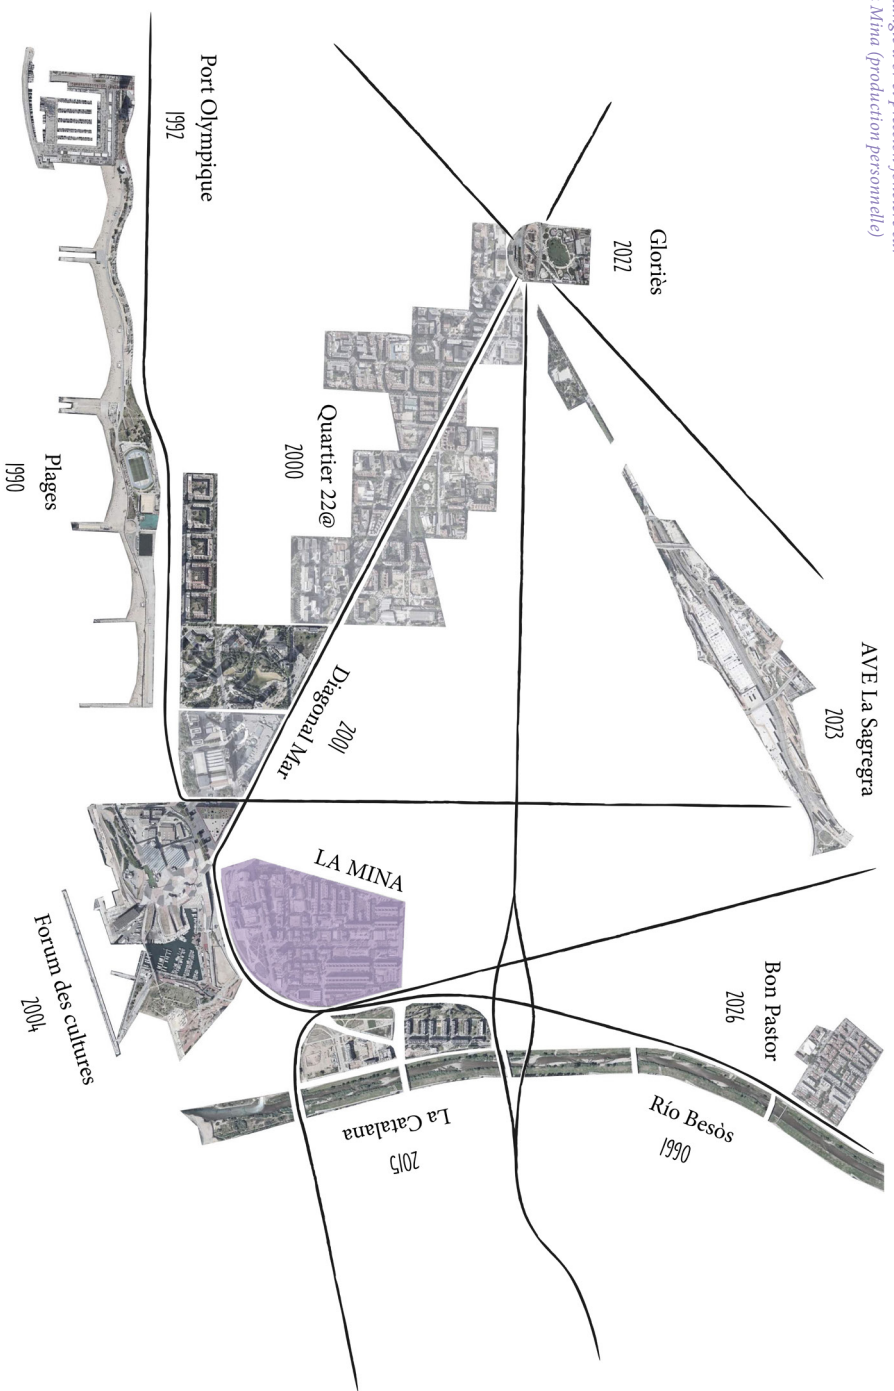 Mina (production personnelle)
AVE La Sagregra
2023
Bon Pastor
2026
Gloriès
2022
Río Besòs
1990
Quartier 22@
2000
LA MINA
La Catalana
2015
Diagonal Mar
2001
Port Olympique
1992
Plages
1990
Forum des cultures
2004